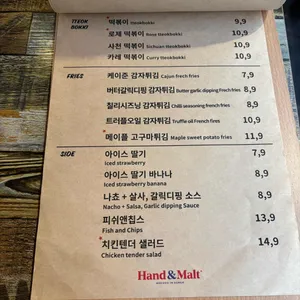 TTEOK
BOKKI
떡볶이 Tteokbokki 9,9
로제 떡볶이 Rose tteokbokki 10,9
사천 떡볶이 Sichuan tteokbokki 10,9
카레 떡볶이 Curry tteokbokki 10,9
FRIES
케이준 감자튀김 Cajun french fries 7,9
버터갈릭디핑 감자튀김 Butter garlic dipping French fries 8,9
칠리시즈닝 감자튀김 Chilli seasoning french fries 8,9
트러플오일 감자튀김 Truffle oil French fires 10,9
*메이플 고구마튀김 Maple sweet potato fries 11,9
SIDE
아이스 딸기 7,9
Iced strawberry
아이스 딸기 바나나 8,9
Iced strawberry banana
나쵸 + 살사, 갈릭디핑 소스 8,9
Nacho + Salsa, Garlic dipping Sauce
피쉬앤칩스 13,9
Fish and Chips
*치킨텐더 샐러드 14,9
Chicken tender salad
Hand&Malt